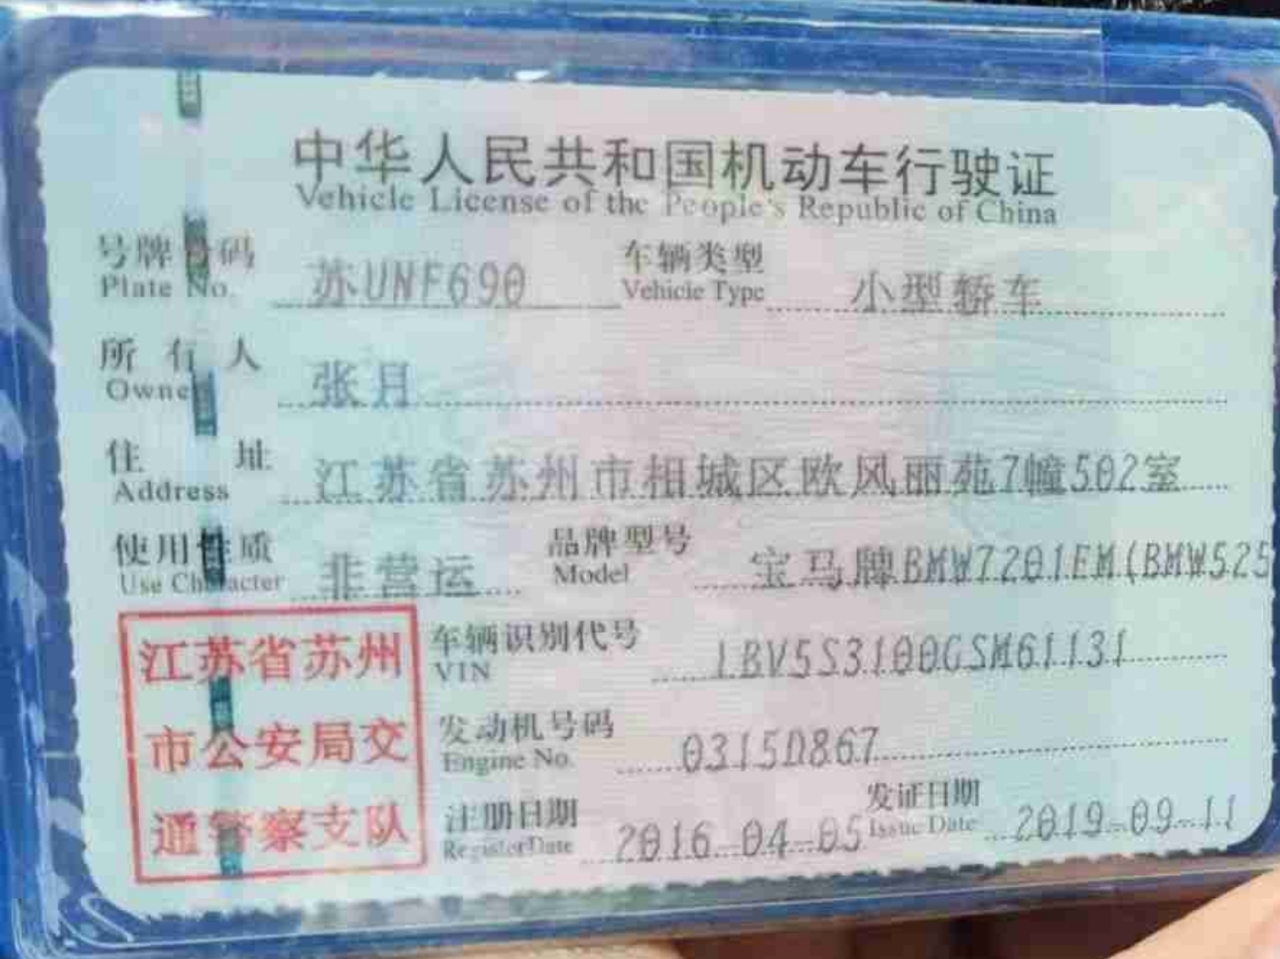 中华人民共和国机动车行驶证
Vehicle License of the People's Republic of China
号牌号码 苏UNF690 车辆类型 小型轿车
Plate No. Vehicle Type
所有人 张月
Owner
住址 江苏省苏州市相城区欧风丽苑7幢502室
Address
使用性质 非营运 品牌型号 宝马牌BMW7201EM(BMW525
Use Character Model
江苏省苏州 车辆识别代号 LBV5S3100GSM61131
VIN
市公安局交 发动机号码 0315D867
Engine No.
通警察支队 注册日期 2016-04-05 发证日期 2019-09-11
Register Date Issue Date